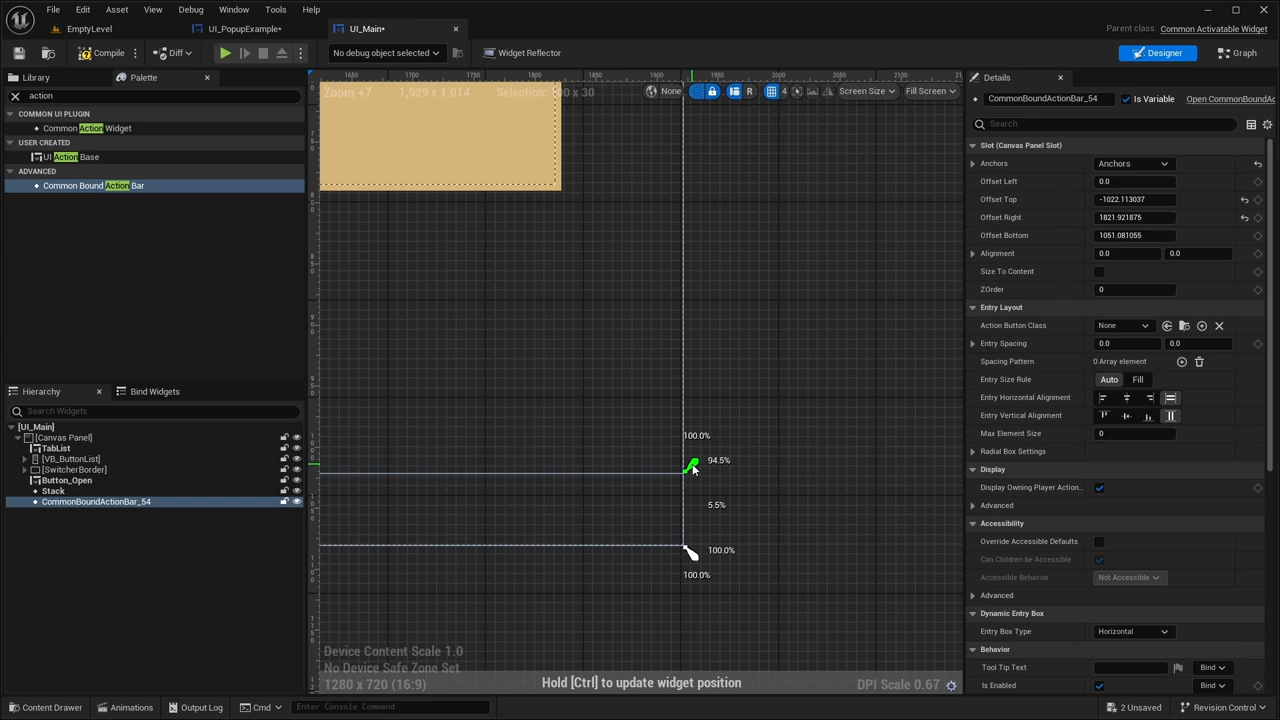 File Edit Asset View Debug Window Tools Help
EmptyLevel
UI_PopupExample•
UI_Main•
Parent class: Common Activatable Widget
Compile
Diff
No debug object selected
Widget Reflector
Designer
Graph
Library
Palette
action
COMMON UI PLUGIN
Common Action Widget
USER CREATED
UI Action Base
ADVANCED
Common Bound Action Bar
Hierarchy
Bind Widgets
Search Widgets
[UI_Main]
[Canvas Panel]
TabList
[VB_ButtonList]
[SwitcherBorder]
Button_Open
Stack
CommonBoundActionBar_54
1650 1700 1750 1800 1850 1900 1950 2000 2050 2100
Zoom +7
1,929 x 1,014
None
R
4
Screen Size
Fill Screen
100.0%
94.5%
5.5%
100.0%
100.0%
Device Content Scale 1.0
No Device Safe Zone Set
1280 x 720 (16:9)
Hold [Ctrl] to update widget position
DPI Scale 0.67
Details
CommonBoundActionBar_54
Is Variable
Open CommonBoundAc
Search
Slot (Canvas Panel Slot)
Anchors
Anchors
Offset Left
0.0
Offset Top
-1022.113037
Offset Right
1821.921875
Offset Bottom
1051.081055
Alignment
0.0
0.0
Size To Content
ZOrder
0
Entry Layout
Action Button Class
None
Entry Spacing
0.0
0.0
Spacing Pattern
0 Array element
Entry Size Rule
Auto
Fill
Entry Horizontal Alignment
Entry Vertical Alignment
Max Element Size
0
Radial Box Settings
Display
Display Owning Player Action...
Advanced
Accessibility
Override Accessible Defaults
Can Children be Accessible
Accessible Behavior
Not Accessible
Advanced
Dynamic Entry Box
Entry Box Type
Horizontal
Behavior
Tool Tip Text
Bind
Is Enabled
Bind
Content Drawer
Animations
Output Log
Cmd
Enter Console Command
2 Unsaved
Revision Control